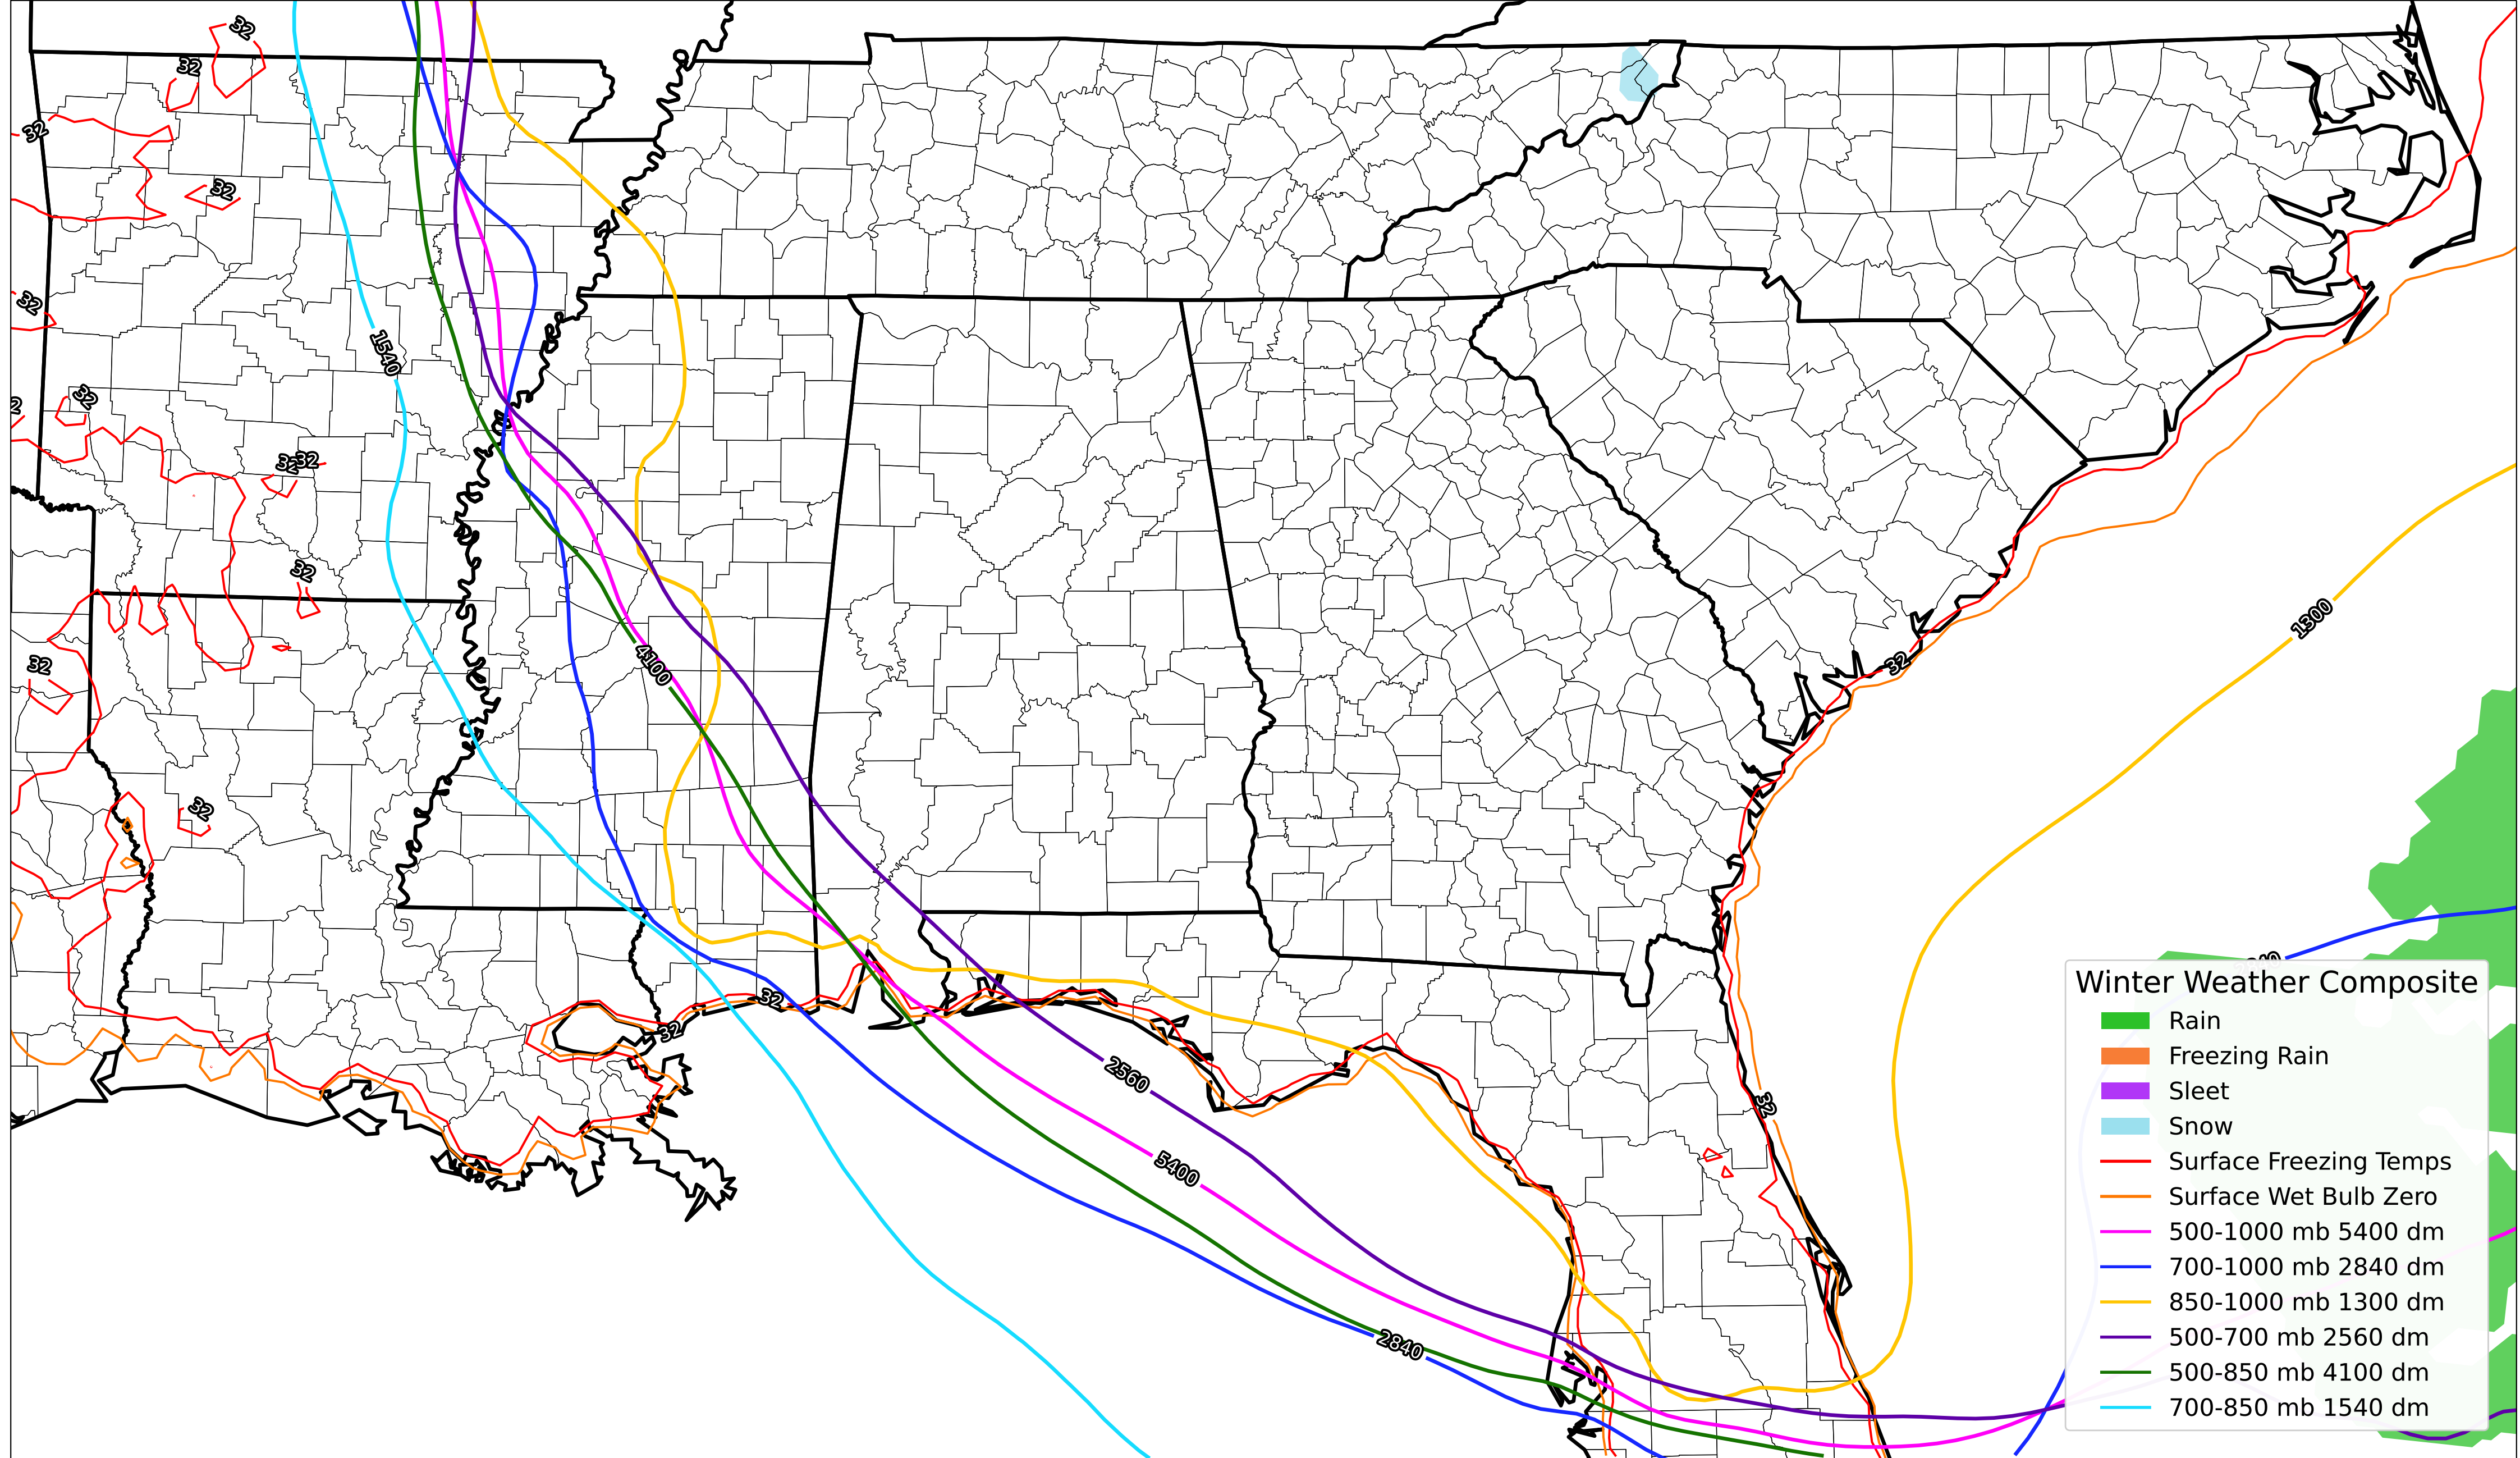 32
32
32
32
32
1540
32
32
32
32
4100
32
32
32
32
32
1300
2560
32
5400
2840
Winter Weather Composite
Rain
Freezing Rain
Sleet
Snow
Surface Freezing Temps
Surface Wet Bulb Zero
500-1000 mb 5400 dm
700-1000 mb 2840 dm
850-1000 mb 1300 dm
500-700 mb 2560 dm
500-850 mb 4100 dm
700-850 mb 1540 dm